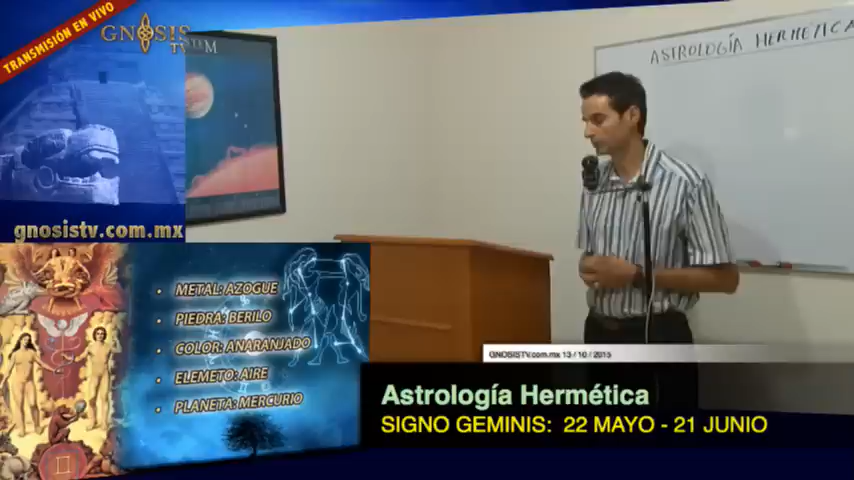 TRANSMISIÓN EN VIVO
GNOSIS
TV
ASTROLOGÍA HERMÉTICA
gnosistv.com.mx
• METAL: AZOGUE
• PIEDRA: BERILO
• COLOR: ANARANJADO
• ELEMETO: AIRE
• PLANETA: MERCURIO
GNOSISTV.com.mx 13 / 10 / 2015
Astrología Hermética
SIGNO GEMINIS: 22 MAYO - 21 JUNIO